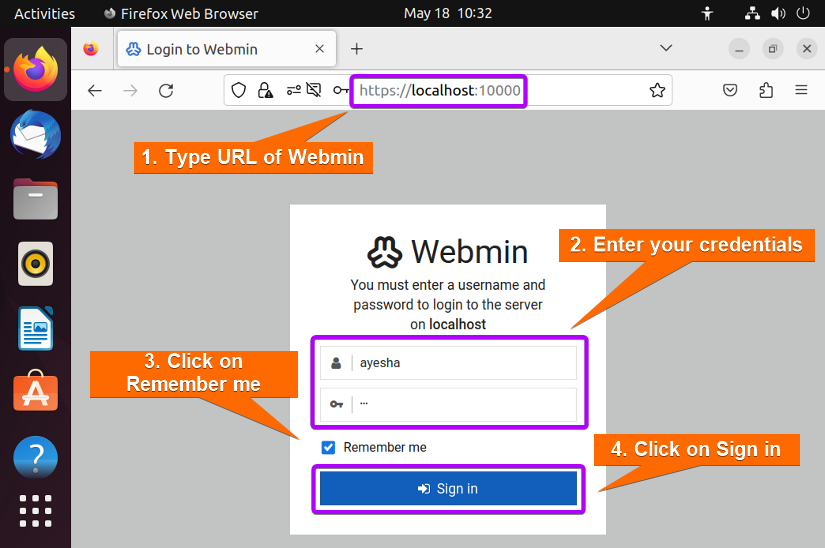 Activities
Firefox Web Browser
May 18 10:32
Login to Webmin
https://localhost:10000
1. Type URL of Webmin
Webmin
2. Enter your credentials
You must enter a username and
password to login to the server
on localhost
ayesha
···
3. Click on
Remember me
Remember me
4. Click on Sign in
Sign in